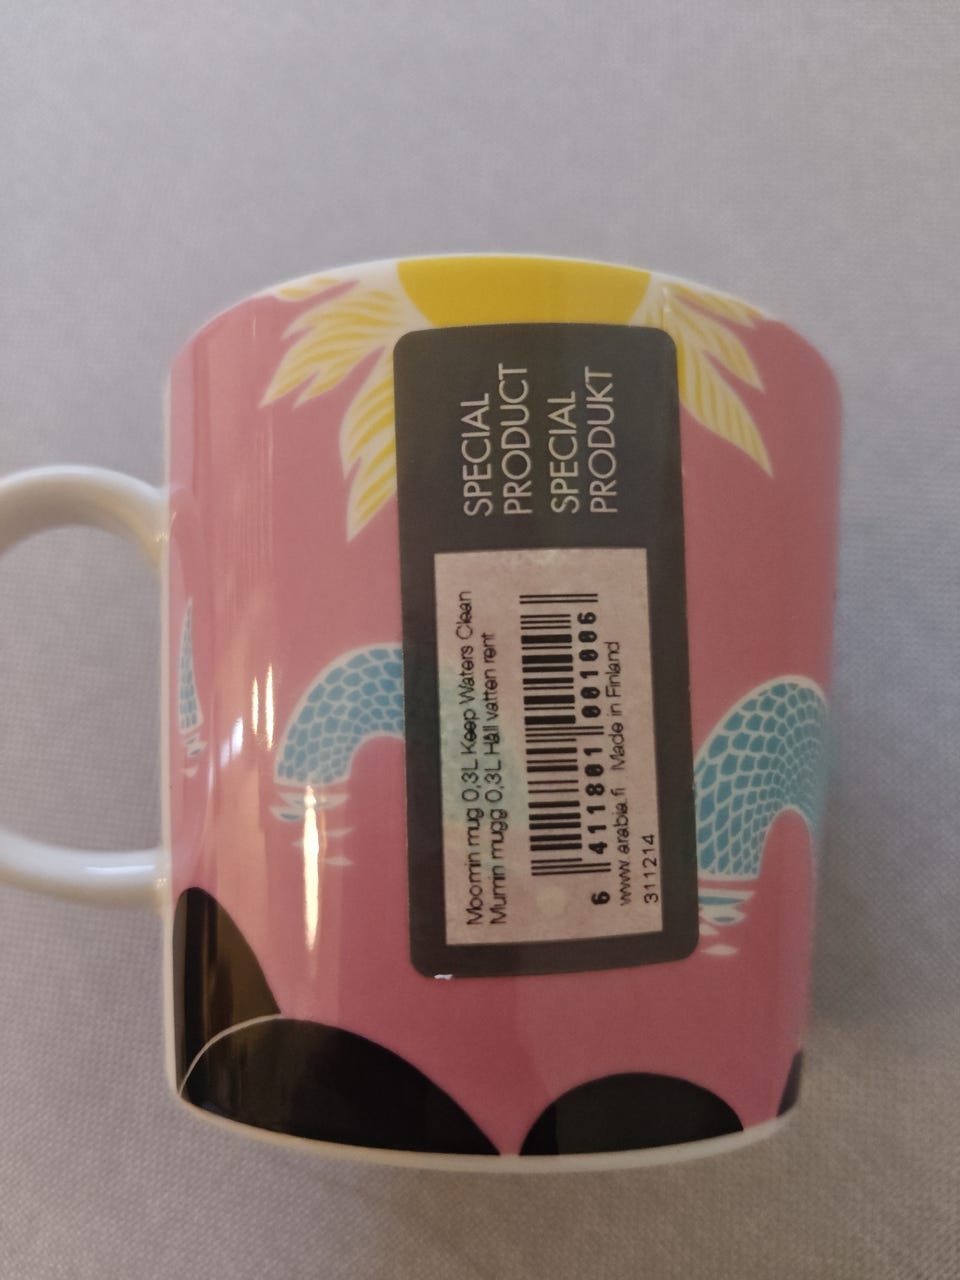 SPECIAL
PRODUCT
SPECIAL
PRODUKT
Moomin mug 0,3L Keep Waters Clean
Mumin mugg 0,3L Håll vatten rent
6 411801 001006
www.arabia.fi Made in Finland
311214